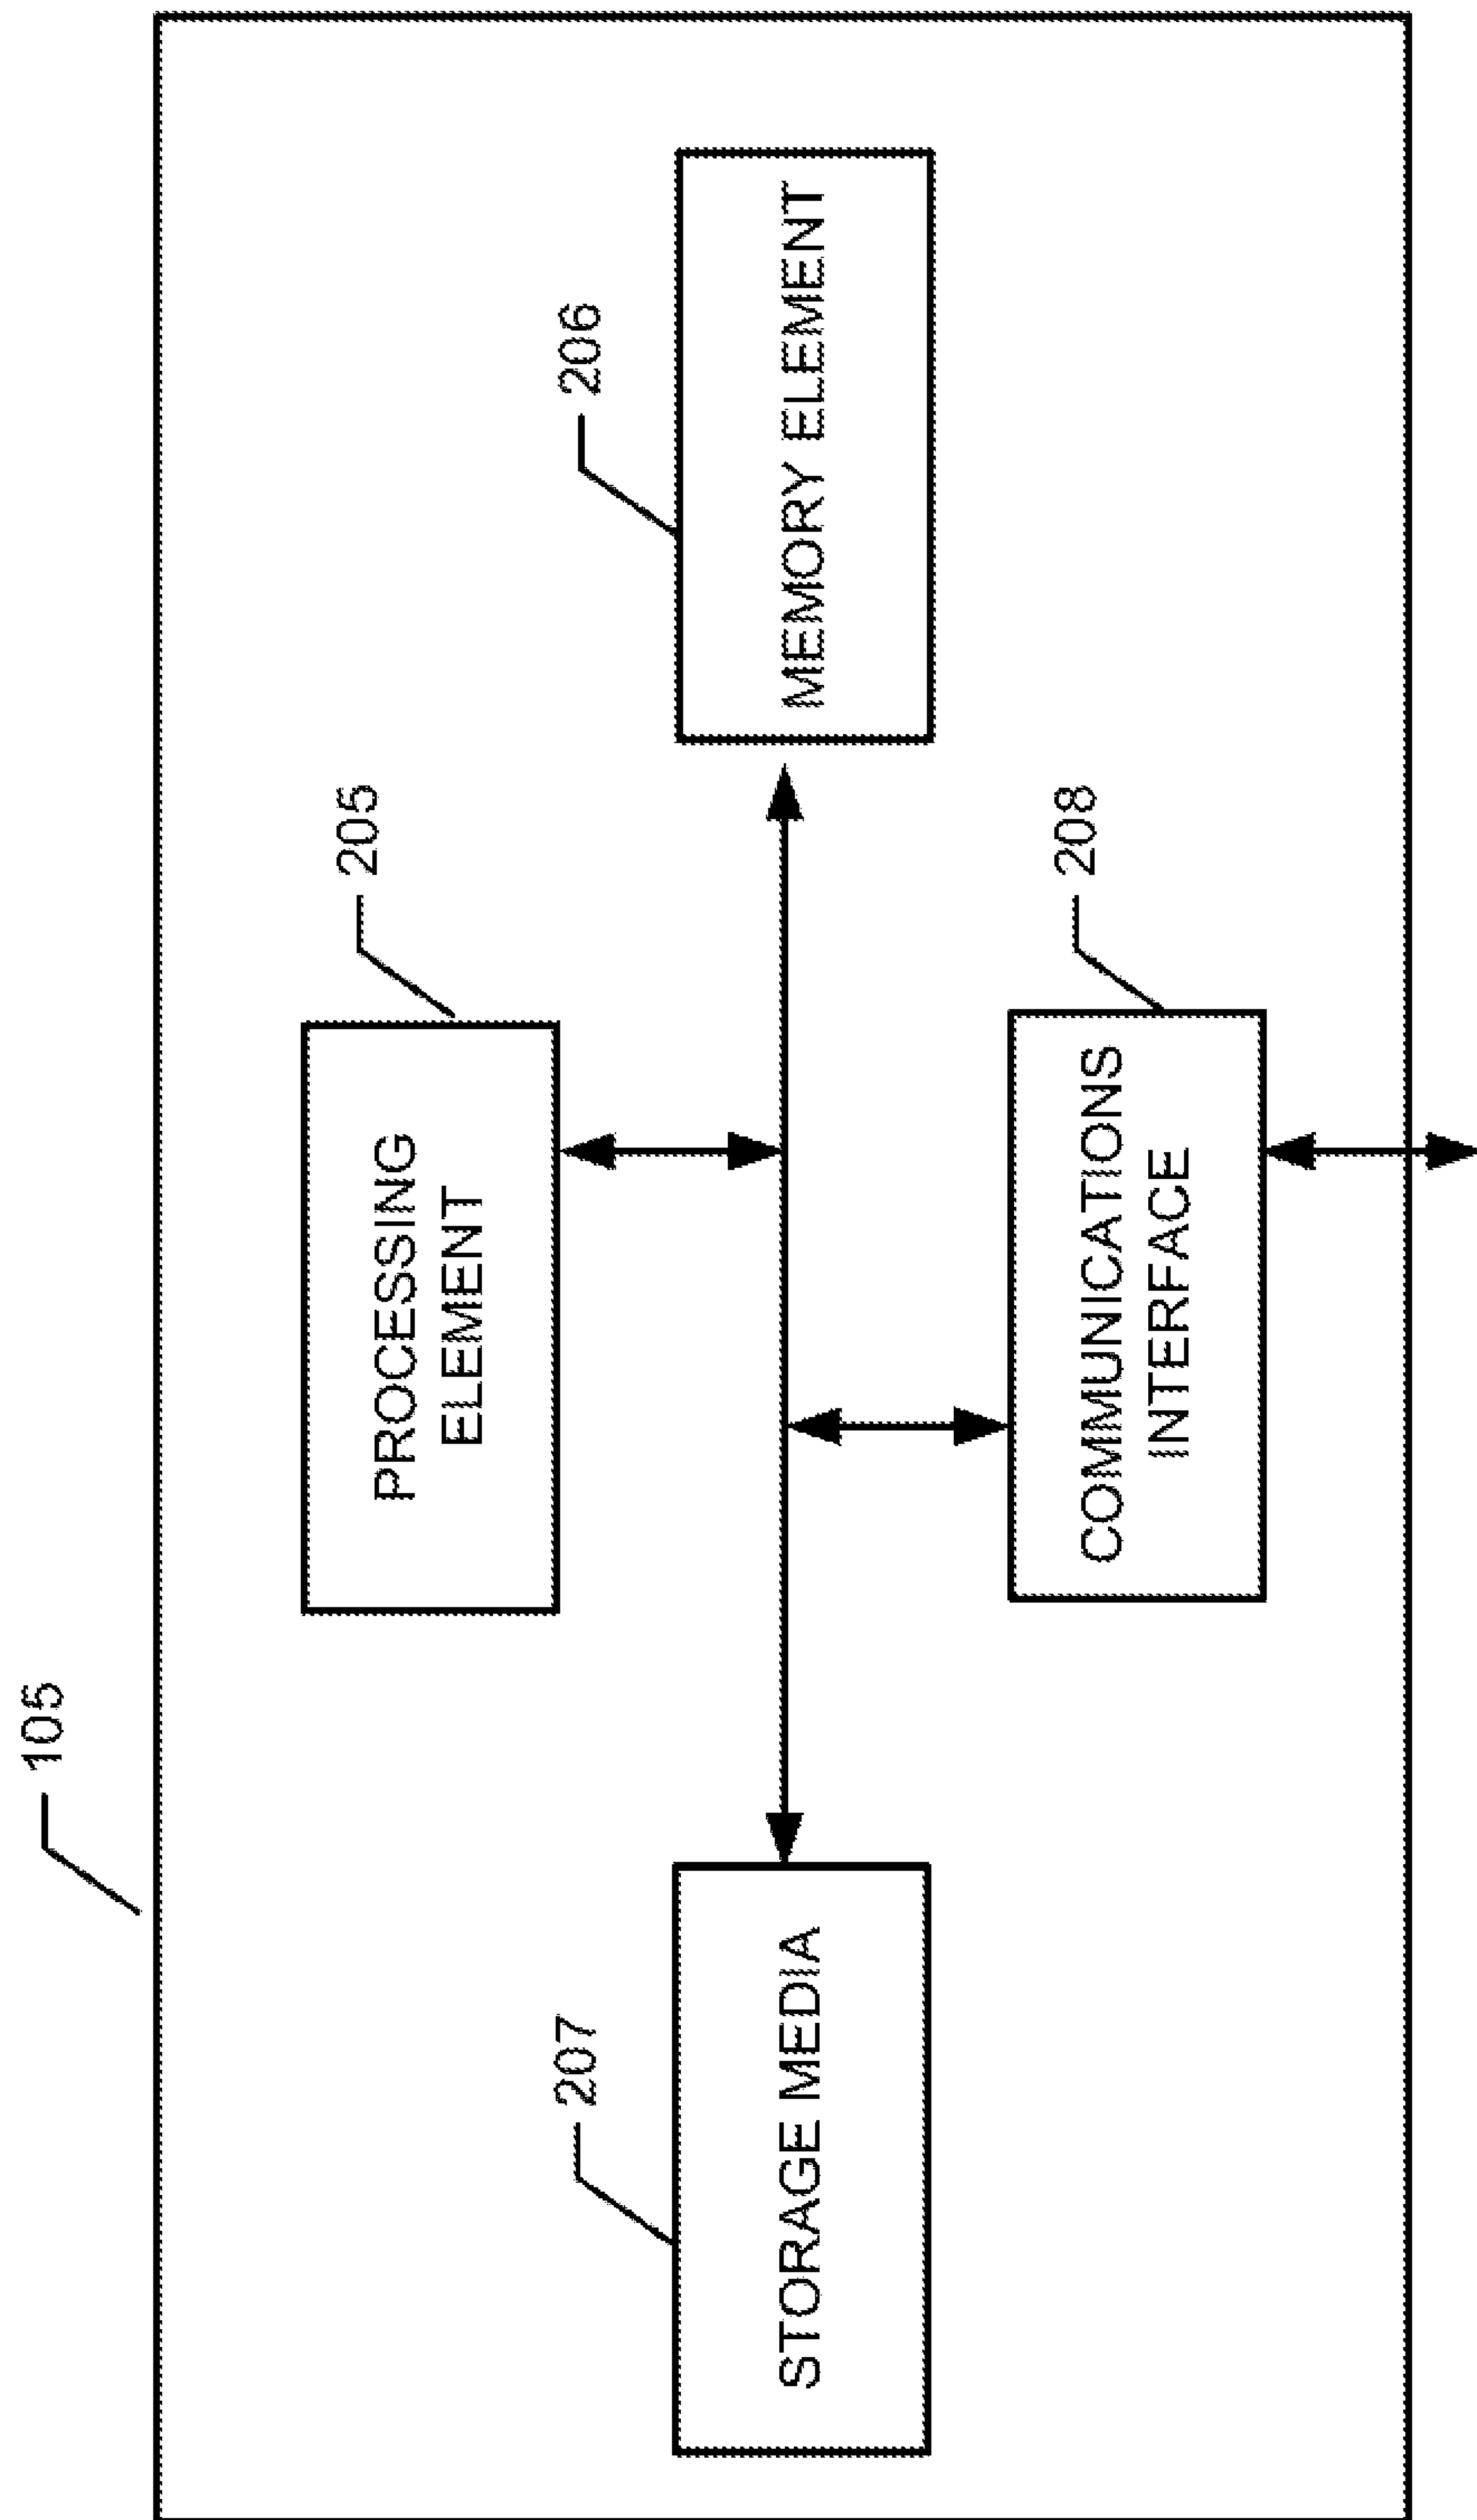 105
PROCESSING
ELEMENT
205
207
STORAGE MEDIA
206
MEMORY ELEMENT
208
COMMUNICATIONS
INTERFACE